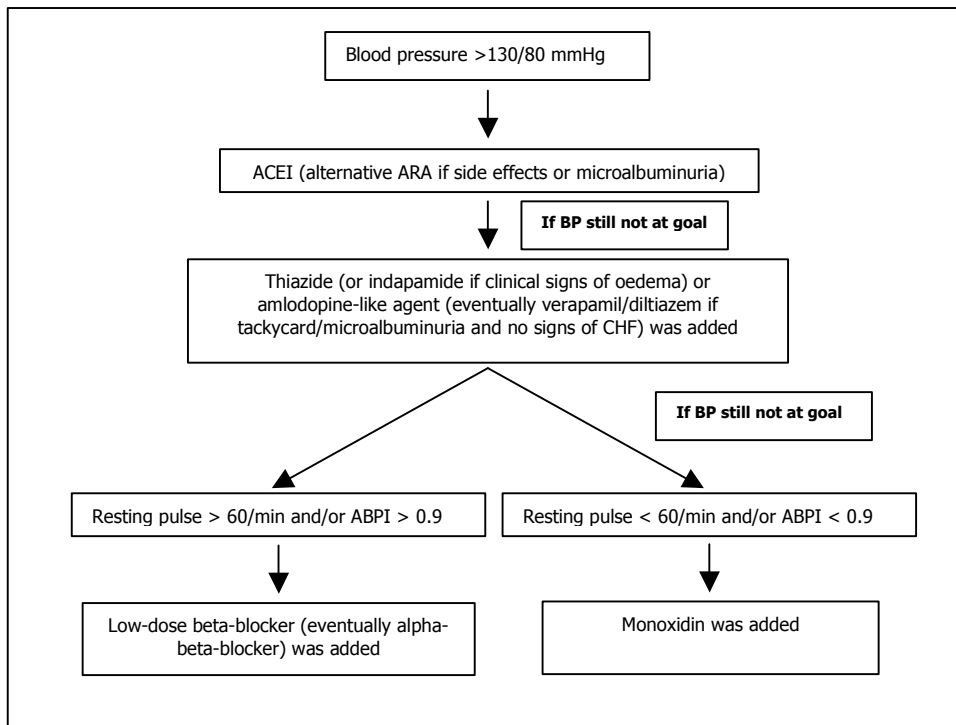 Blood pressure >130/80 mmHg
ACEI (alternative ARA if side effects or microalbuminuria)
If BP still not at goal
Thiazide (or indapamide if clinical signs of oedema) or
amlodopine-like agent (eventually verapamil/diltiazem if
tackycard/microalbuminuria and no signs of CHF) was added
If BP still not at goal
Resting pulse > 60/min and/or ABPI > 0.9
Resting pulse < 60/min and/or ABPI < 0.9
Low-dose beta-blocker (eventually alpha-
beta-blocker) was added
Monoxidin was added